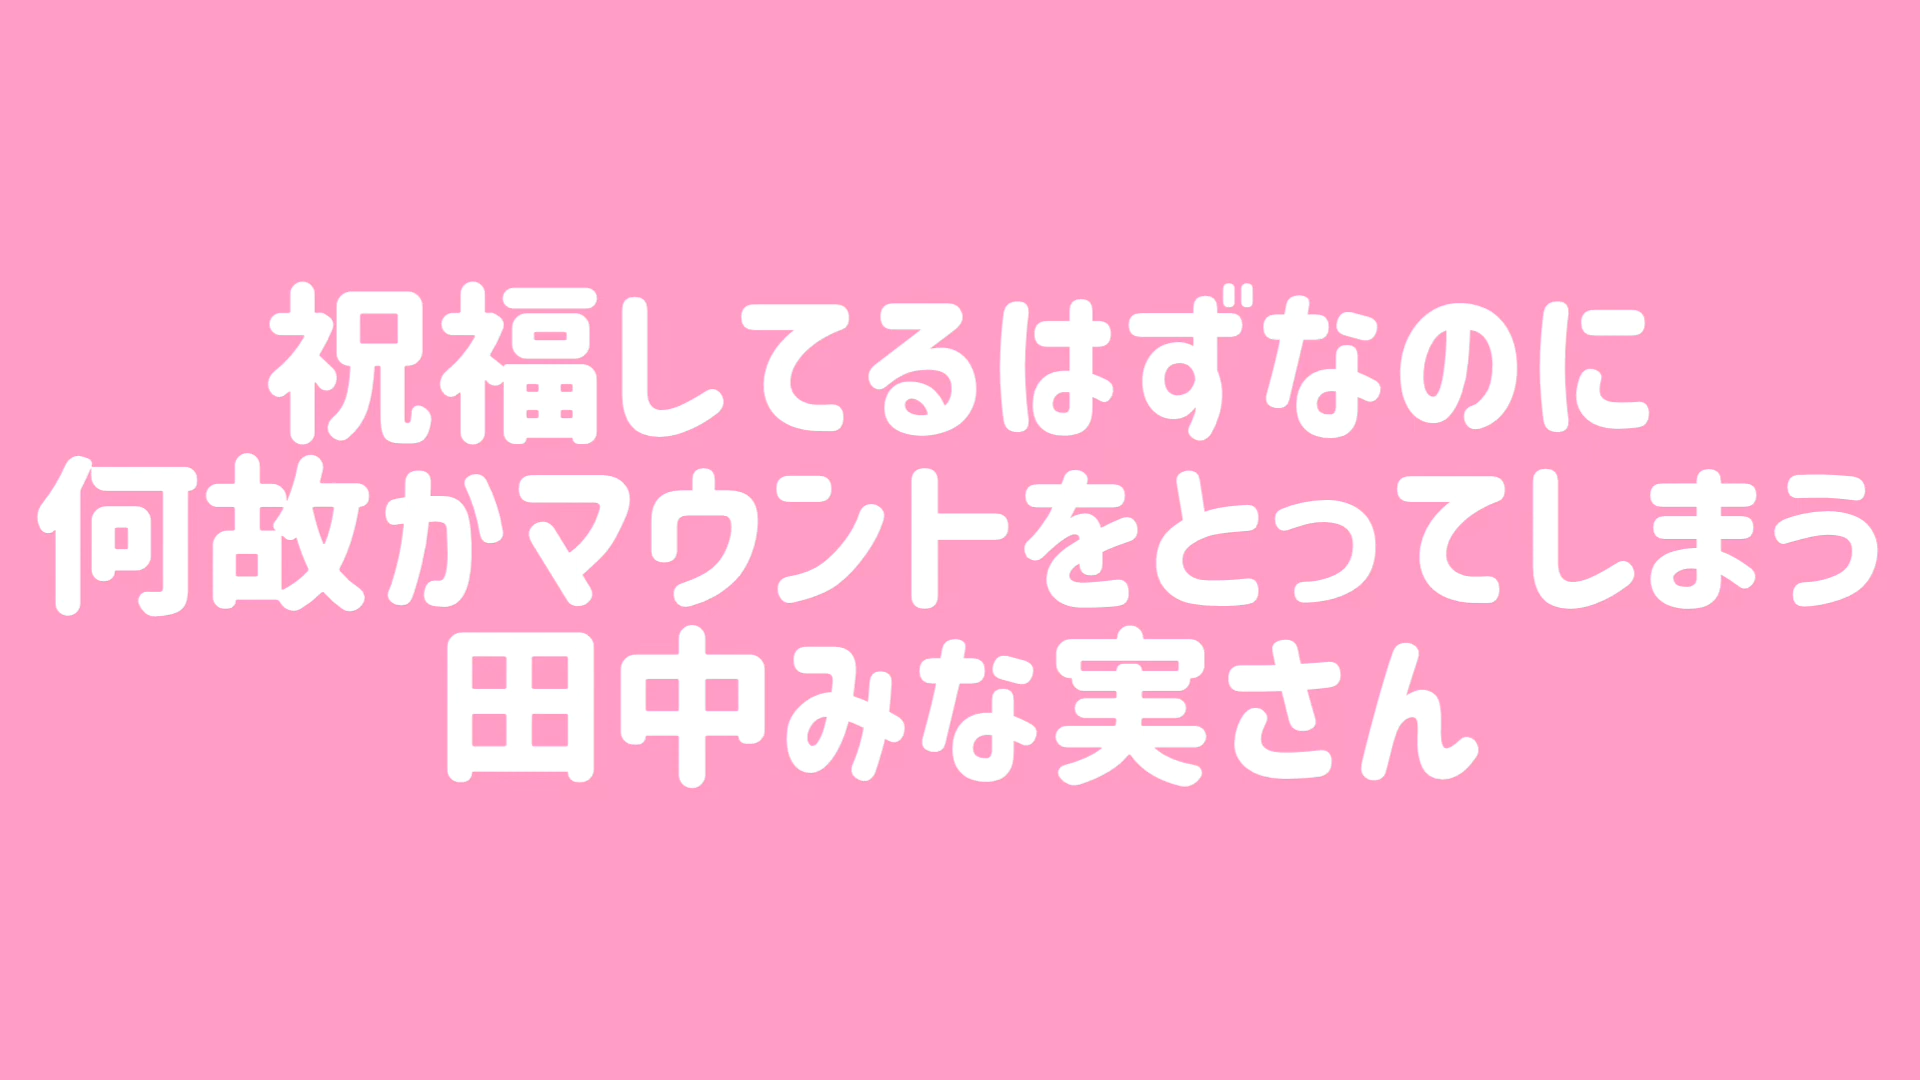 祝福してるはずなのに
何故かマウントをとってしまう
田中みな実さん